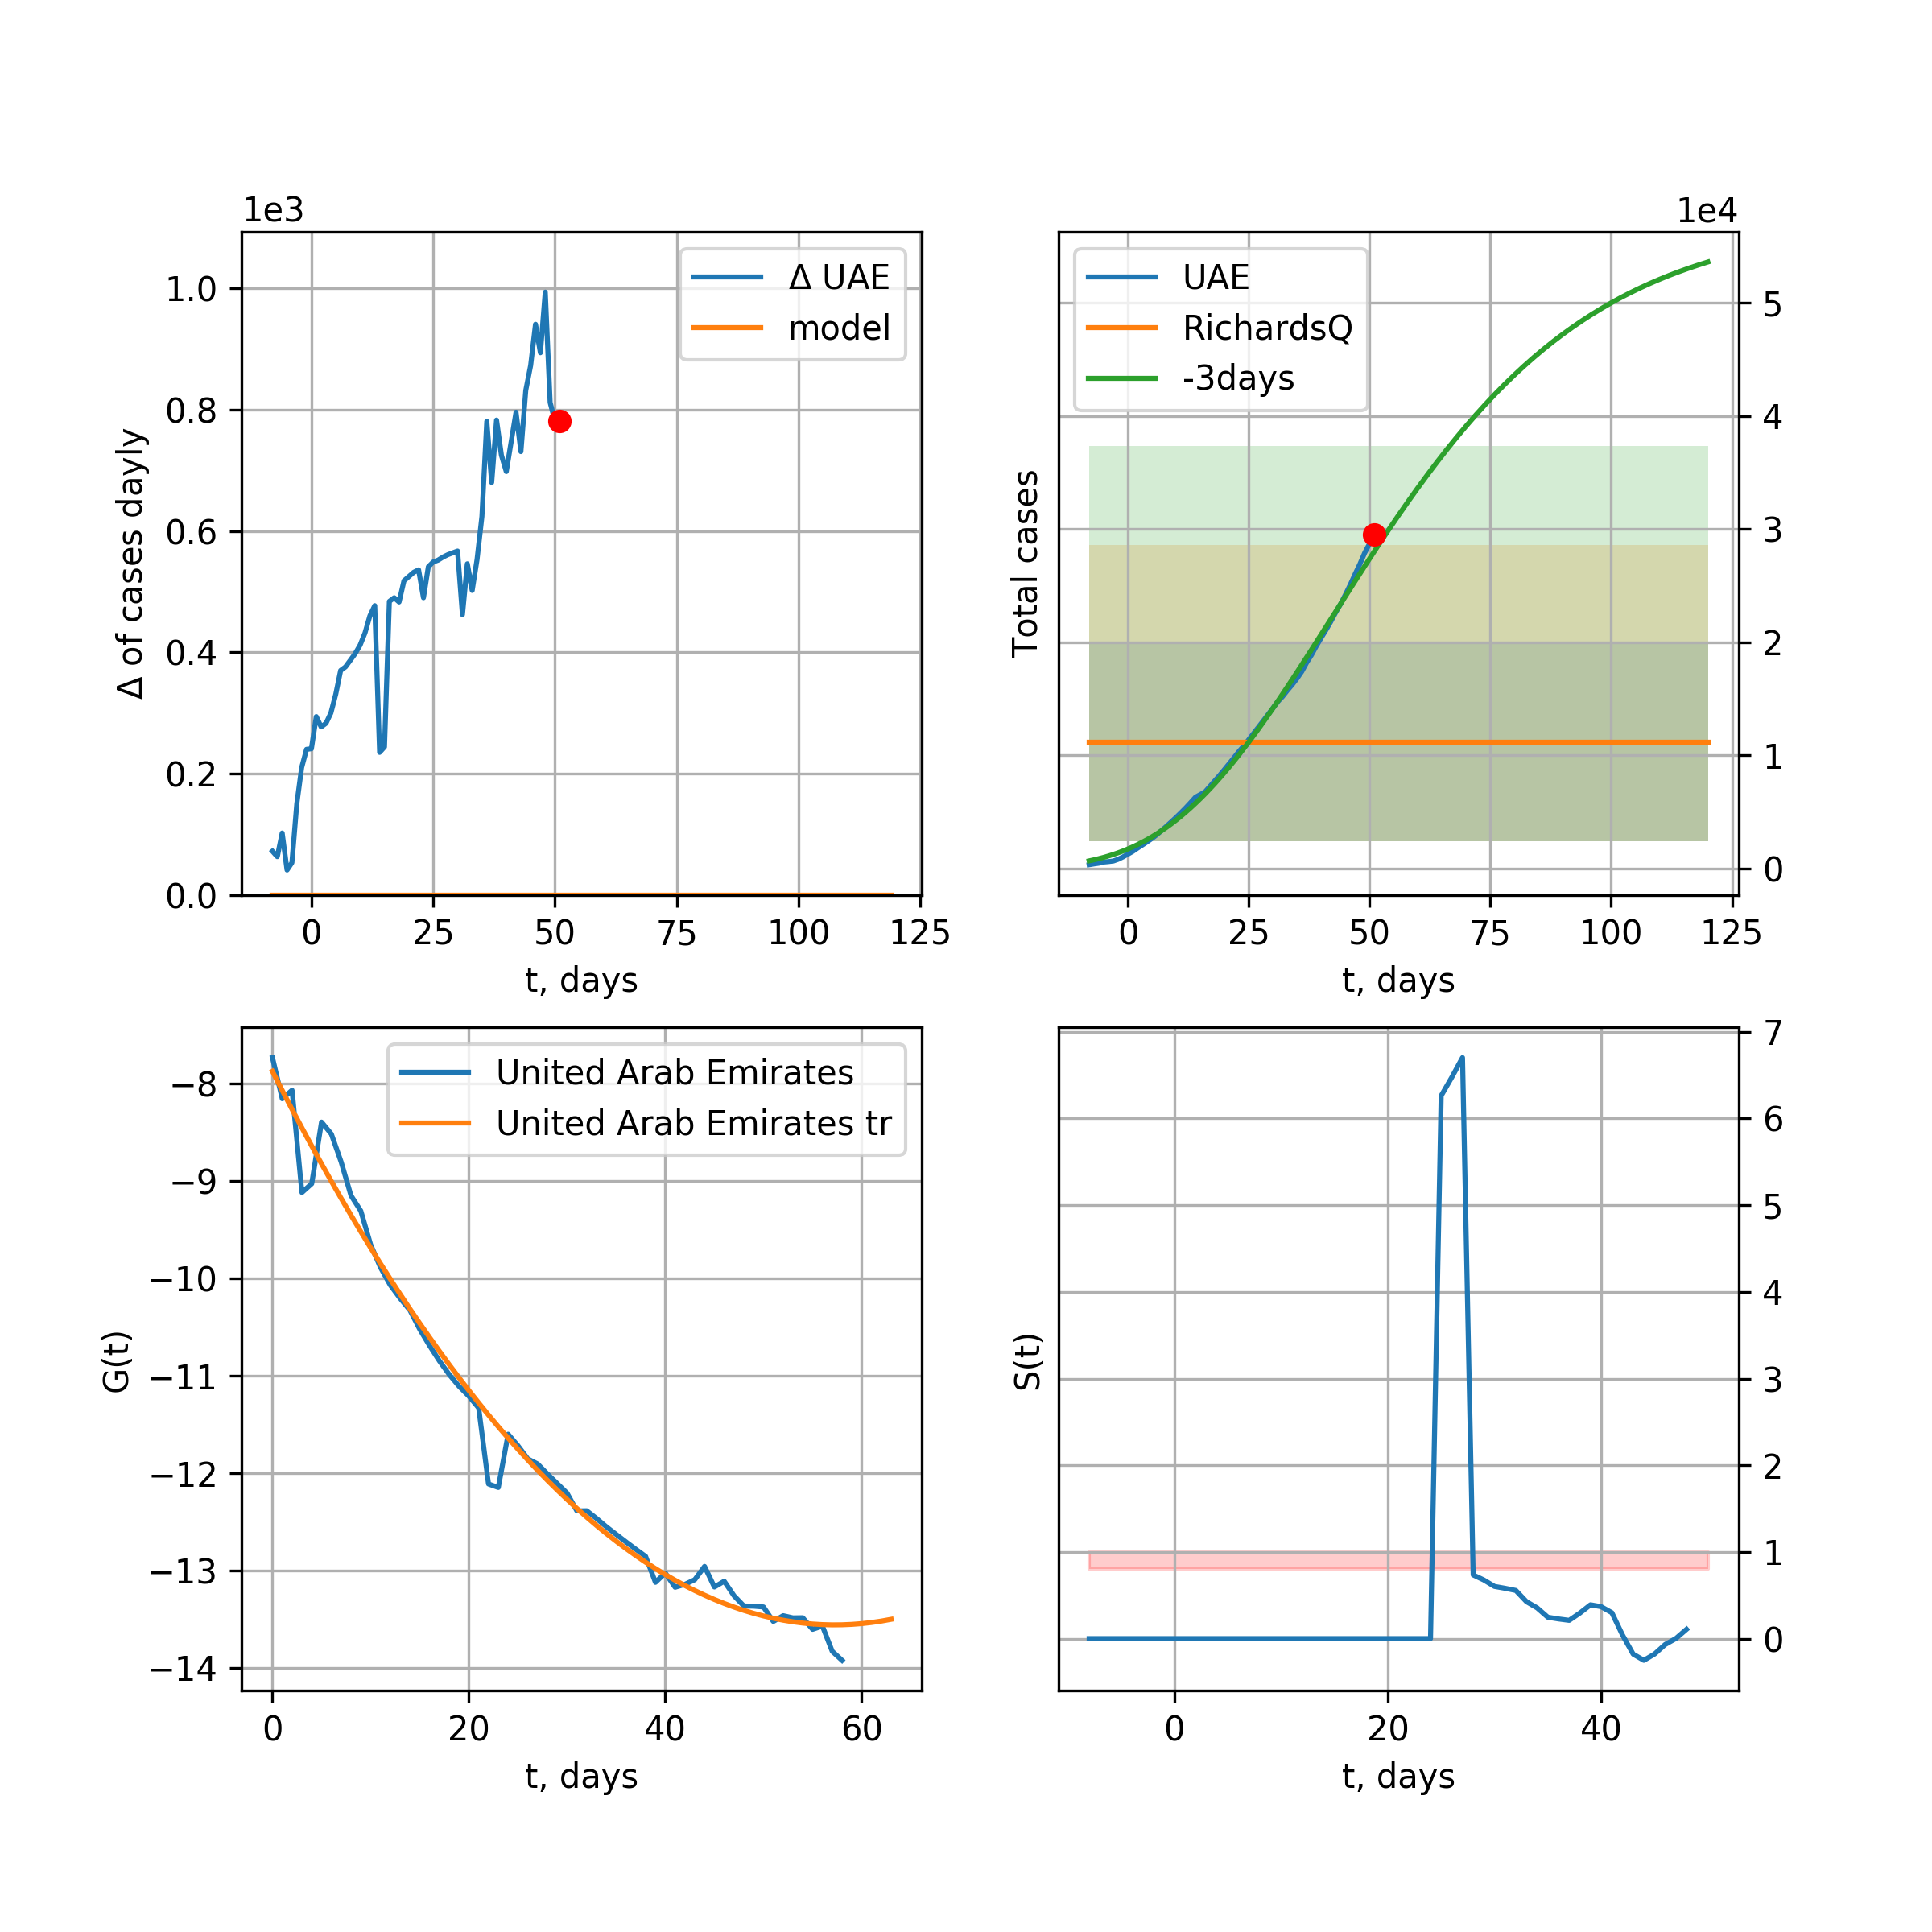 1e3
Δ of cases dayly
1.0
0.8
0.6
0.4
0.2
0.0
Δ UAE
model
0 25 50 75 100 125
t, days
1e4
Total cases
UAE
RichardsQ
-3days
5
4
3
2
1
0
0 25 50 75 100 125
t, days
G(t)
−8
−9
−10
−11
−12
−13
−14
United Arab Emirates
United Arab Emirates tr
0 20 40 60
t, days
S(t)
7
6
5
4
3
2
1
0
0 20 40
t, days